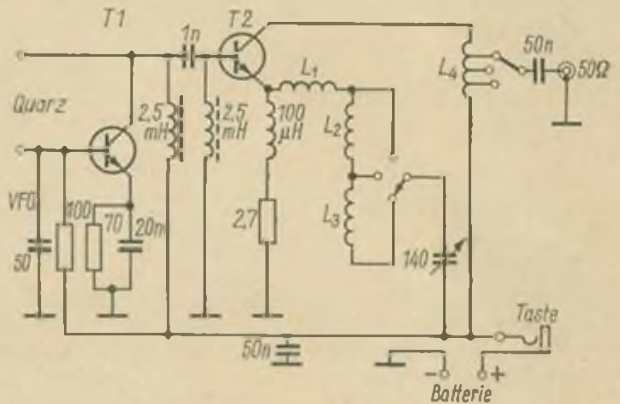 T1
T2
1n
L₁
L₄
50n
50Ω
Quarz
2,5
mH
2,5
mH
100
µH
L₂
L₃
VFO
50
100
70
20n
2,7
140
50n
Taste
- +
Batterie